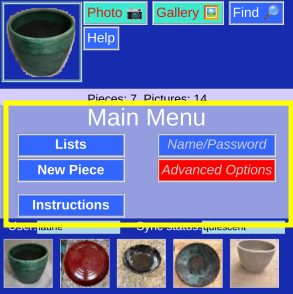 Photo Gallery Find
Help
Pieces: 7, Pictures: 14
Main Menu
Lists Name/Password
New Piece Advanced Options
Instructions
User laurie Sync status quiescent